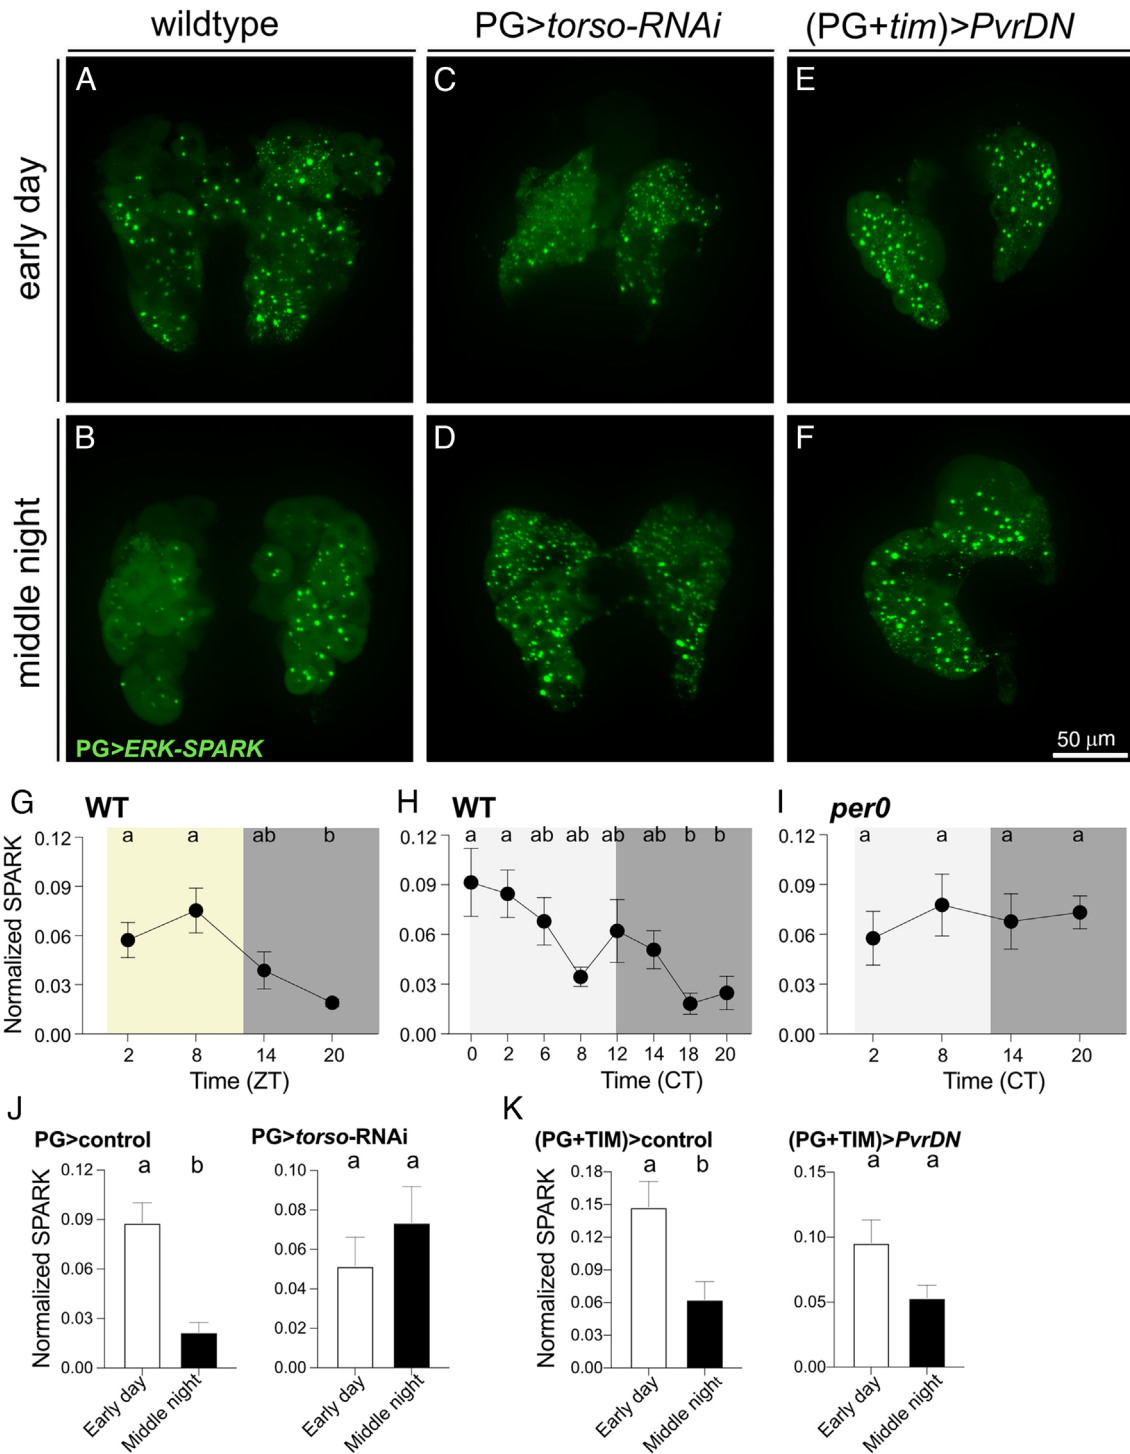 wildtype PG>torso-RNAi (PG+tim)>PvrDN
early day
A C E
middle night
B D F
PG>ERK-SPARK
50 µm
G WT
Normalized SPARK
a a ab b
0.12
0.09
0.06
0.03
0.00
2 8 14 20
Time (ZT)
H WT
a a ab ab ab ab b b
0.12
0.09
0.06
0.03
0.00
0 2 6 8 12 14 18 20
Time (CT)
I per0
a a a a
0.12
0.09
0.06
0.03
0.00
2 8 14 20
Time (CT)
J
PG>control
a b
Normalized SPARK
0.12
0.09
0.06
0.03
0.00
Early day
Middle night
PG>torso-RNAi
a a
0.10
0.08
0.06
0.04
0.02
0.00
Early day
Middle night
K
(PG+TIM)>control
a b
Normalized SPARK
0.18
0.15
0.12
0.09
0.06
0.03
0.00
Early day
Middle night
(PG+TIM)>PvrDN
a a
0.15
0.10
0.05
0.00
Early day
Middle night